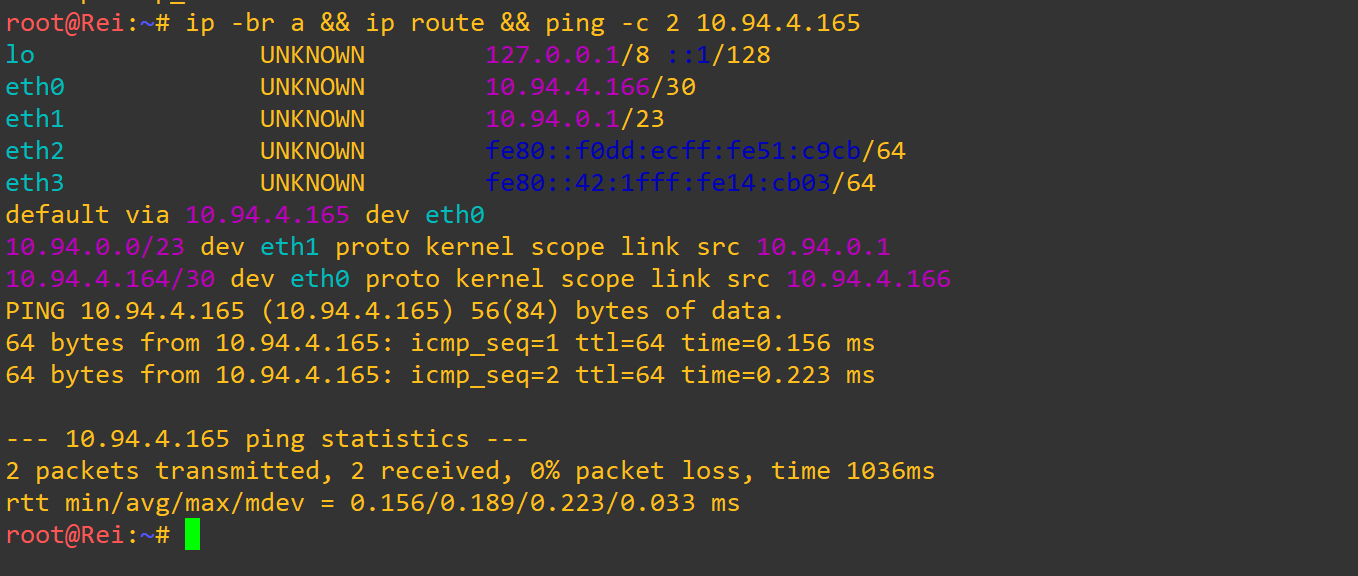 root@Rei:~# ip -br a && ip route && ping -c 2 10.94.4.165
lo               UNKNOWN        127.0.0.1/8 ::1/128
eth0             UNKNOWN        10.94.4.166/30
eth1             UNKNOWN        10.94.0.1/23
eth2             UNKNOWN        fe80::f0dd:ecff:fe51:c9cb/64
eth3             UNKNOWN        fe80::42:1fff:fe14:cb03/64
default via 10.94.4.165 dev eth0
10.94.0.0/23 dev eth1 proto kernel scope link src 10.94.0.1
10.94.4.164/30 dev eth0 proto kernel scope link src 10.94.4.166
PING 10.94.4.165 (10.94.4.165) 56(84) bytes of data.
64 bytes from 10.94.4.165: icmp_seq=1 ttl=64 time=0.156 ms
64 bytes from 10.94.4.165: icmp_seq=2 ttl=64 time=0.223 ms

--- 10.94.4.165 ping statistics ---
2 packets transmitted, 2 received, 0% packet loss, time 1036ms
rtt min/avg/max/mdev = 0.156/0.189/0.223/0.033 ms
root@Rei:~#